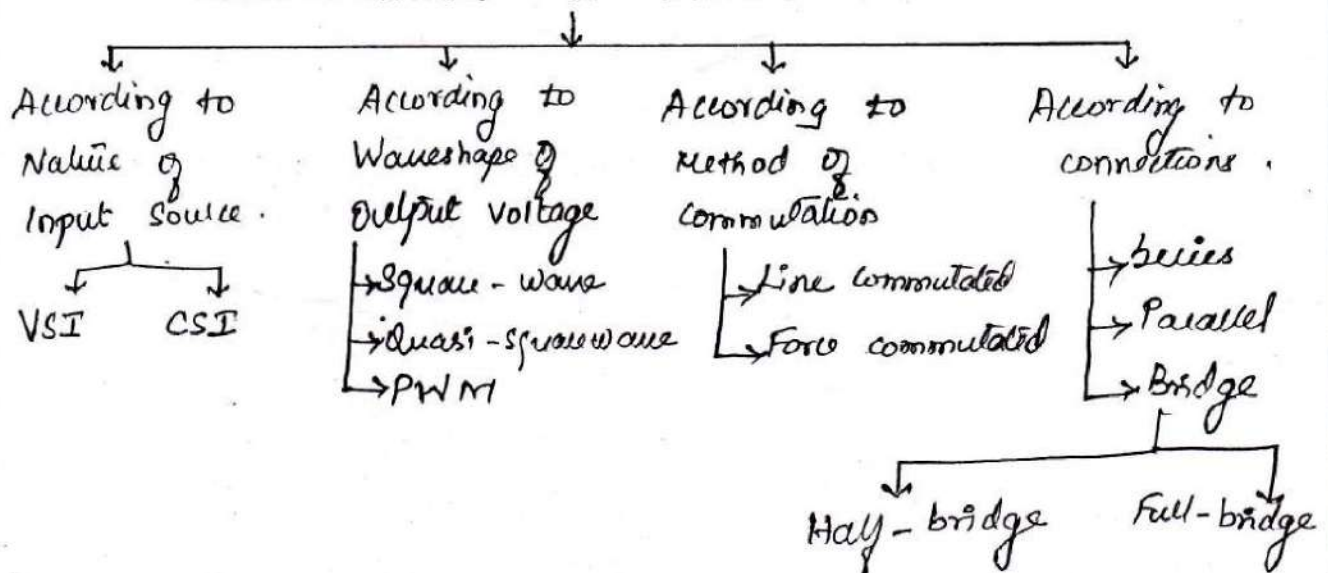 According to
Nature of
Input Source.
VSI CSI
According to
Waveshape of
Output Voltage
Square-wave
Quasi-squarewave
PWM
According to
Method of
commutation
Line commutated
Force commutated
According to
connections.
Series
Parallel
Bridge
Half-bridge Full-bridge